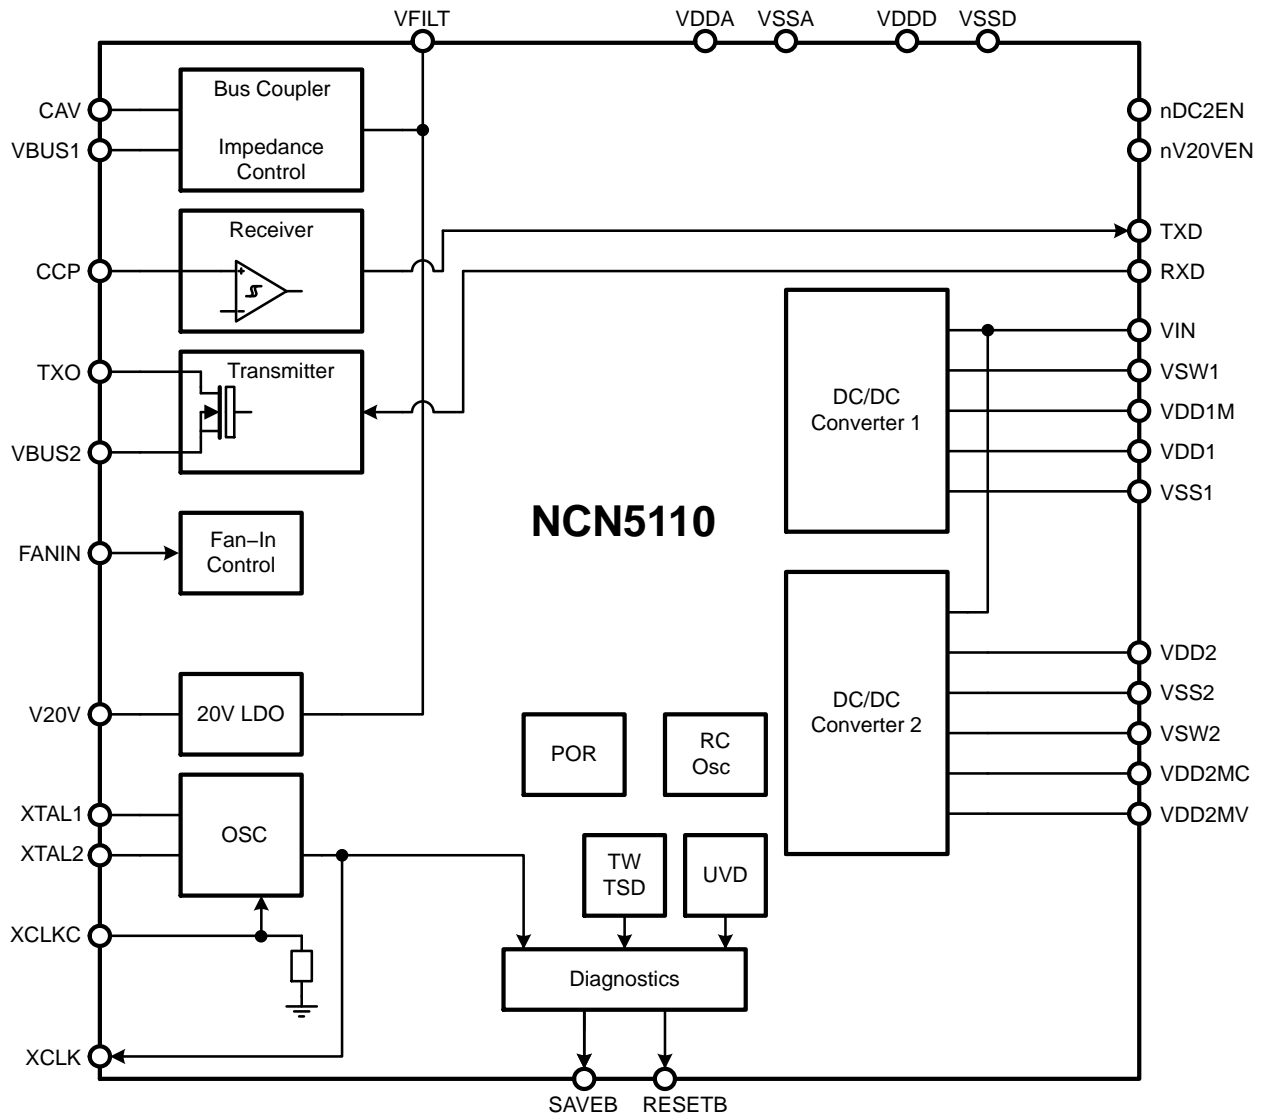 VFILT
VDDA
VSSA
VDDD
VSSD
CAV
VBUS1
Bus Coupler
Impedance
Control
nDC2EN
nV20VEN
Receiver
CCP
TXD
RXD
TXO
VBUS2
Transmitter
DC/DC
Converter 1
VIN
VSW1
VDD1M
VDD1
VSS1
NCN5110
FANIN
Fan–In
Control
V20V
20V LDO
DC/DC
Converter 2
VDD2
VSS2
VSW2
VDD2MC
VDD2MV
POR
RC
Osc
XTAL1
XTAL2
OSC
TW
TSD
UVD
XCLKC
Diagnostics
XCLK
SAVEB
RESETB